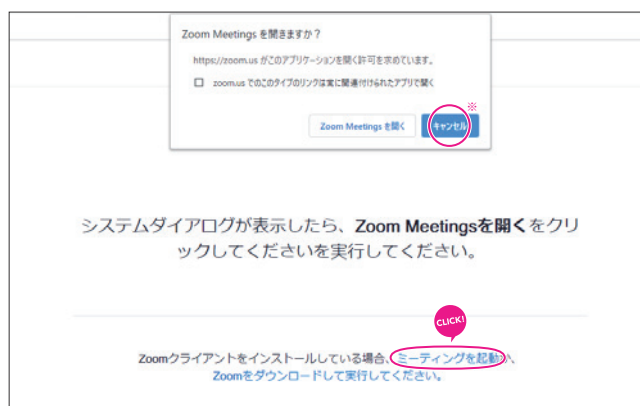 Zoom Meetings を開きますか？
https://zoom.us がこのアプリケーションを開く許可を求めています。
zoom.us でのこのタイプのリンクは常に関連付けられたアプリで開く
※
Zoom Meetings を開く
キャンセル
システムダイアログが表示したら、Zoom Meetingsを開くをクリ
ックしてくださいを実行してください。
CLICK!
Zoomクライアントをインストールしている場合、ミーティングを起動か、
Zoomをダウンロードして実行してください。